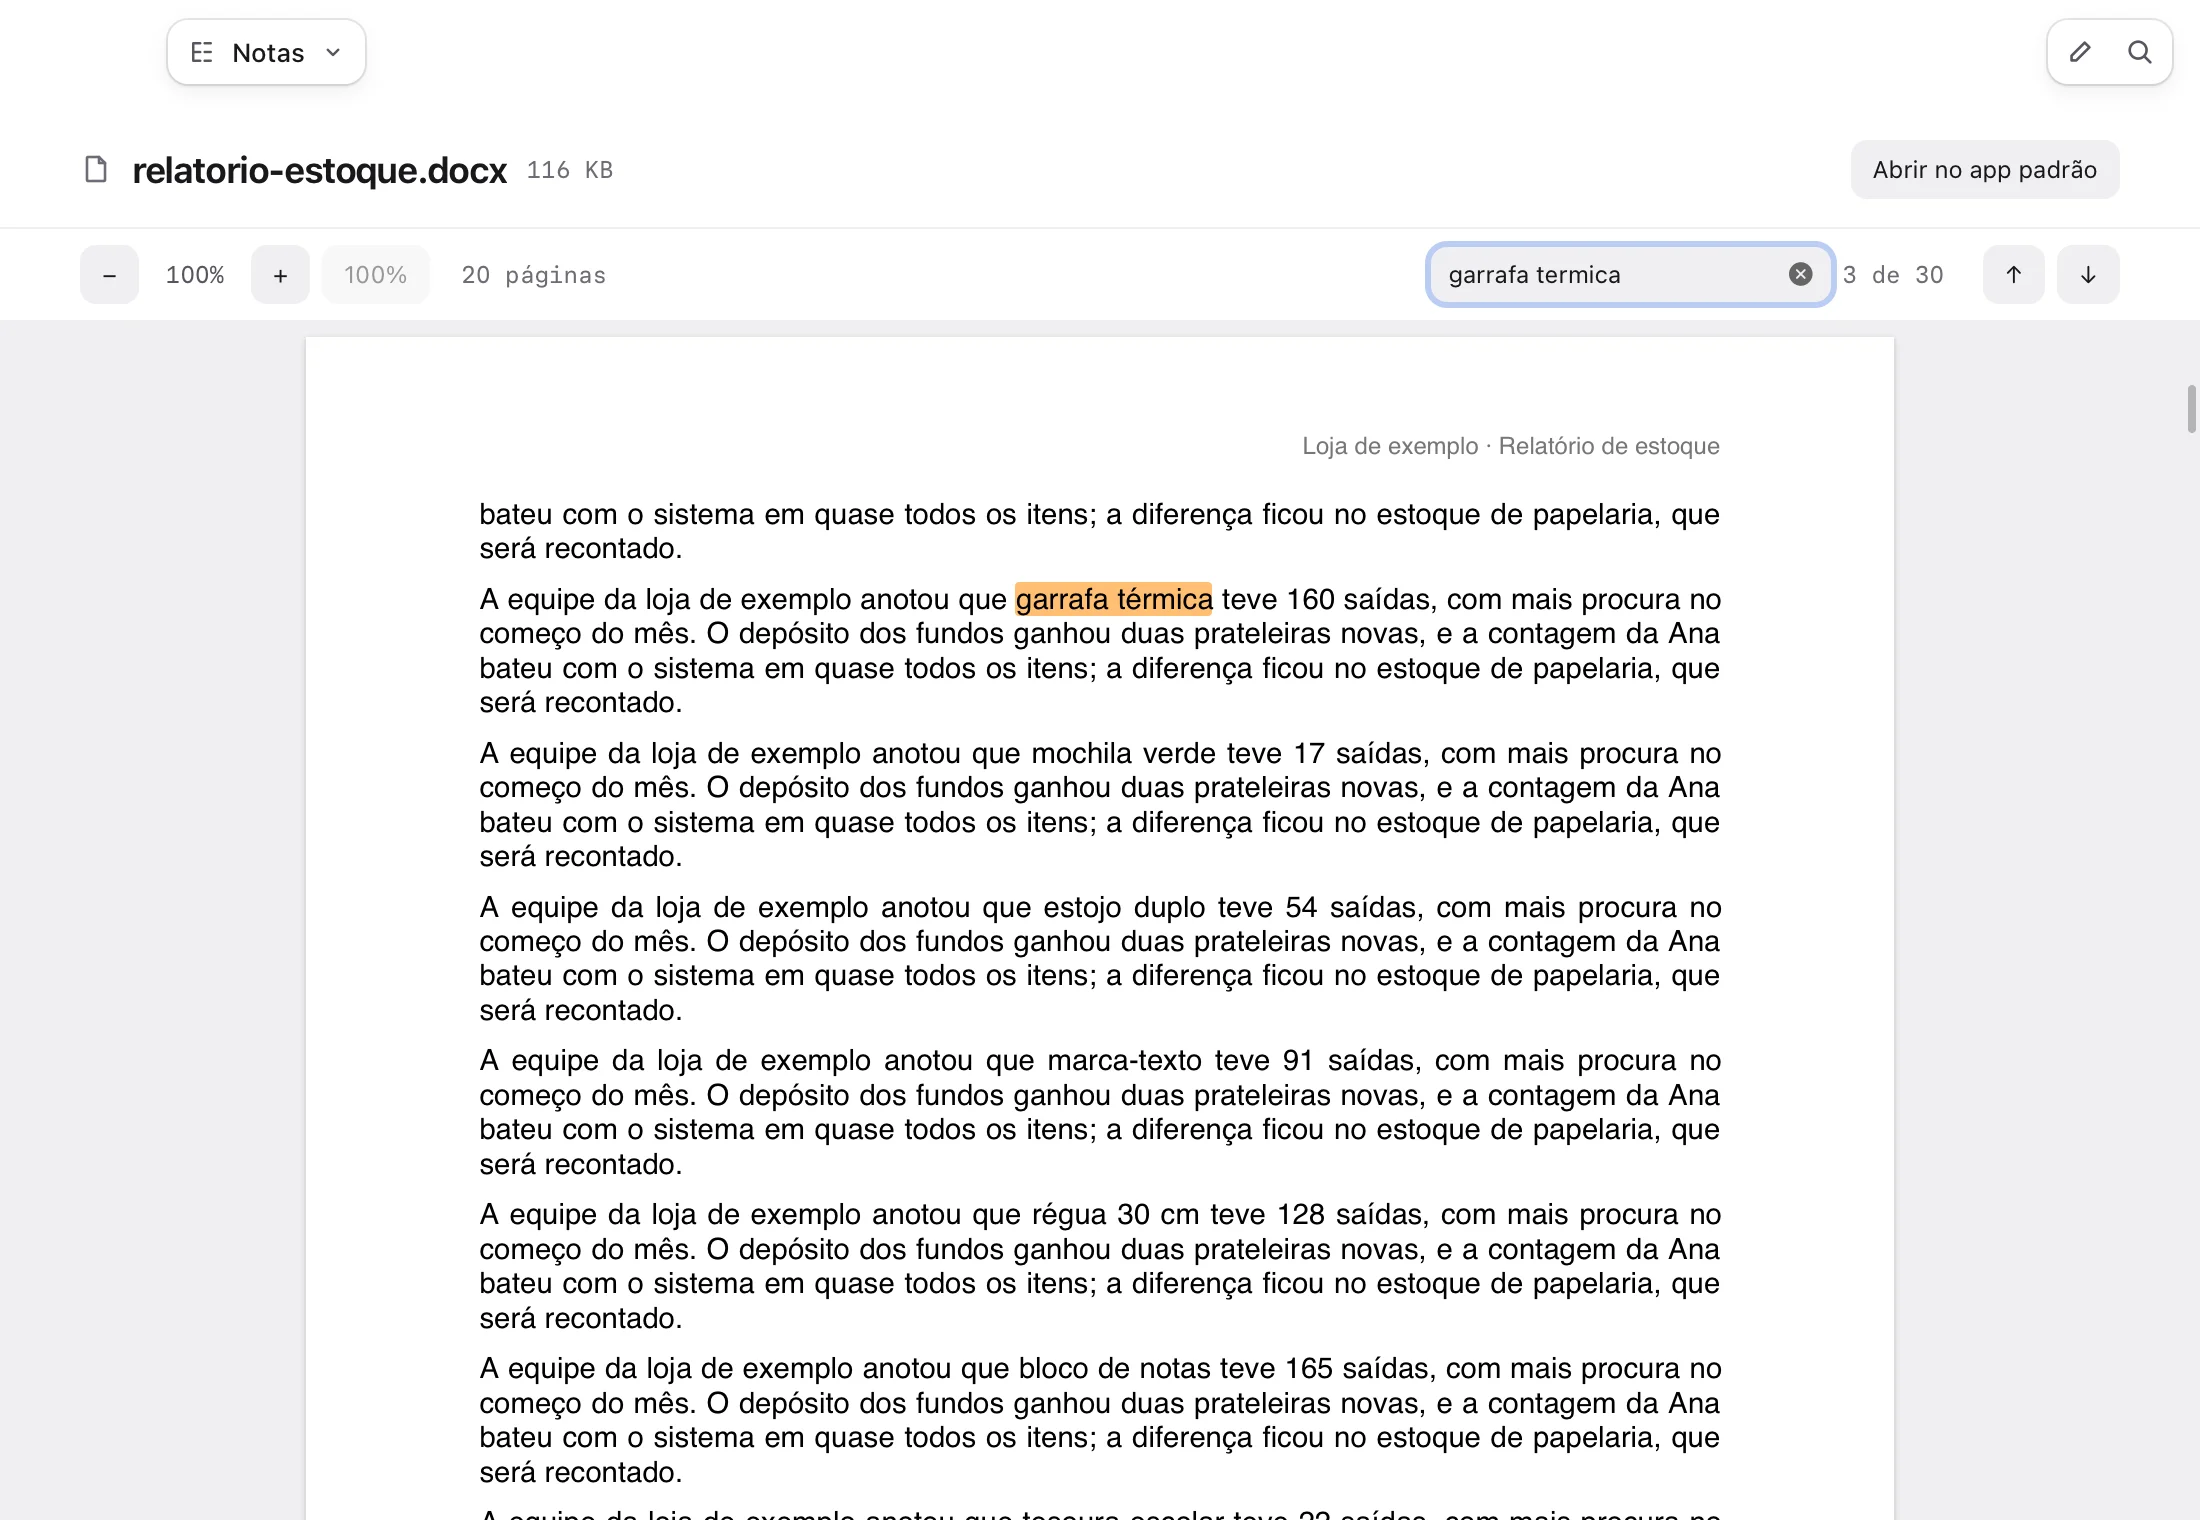 Notas
relatorio-estoque.docx 116 KB
Abrir no app padrão
− 100% + 100% 20 páginas
garrafa termica 3 de 30 ↑ ↓
Loja de exemplo · Relatório de estoque
bateu com o sistema em quase todos os itens; a diferença ficou no estoque de papelaria, que
será recontado.
A equipe da loja de exemplo anotou que garrafa térmica teve 160 saídas, com mais procura no
começo do mês. O depósito dos fundos ganhou duas prateleiras novas, e a contagem da Ana
bateu com o sistema em quase todos os itens; a diferença ficou no estoque de papelaria, que
será recontado.
A equipe da loja de exemplo anotou que mochila verde teve 17 saídas, com mais procura no
começo do mês. O depósito dos fundos ganhou duas prateleiras novas, e a contagem da Ana
bateu com o sistema em quase todos os itens; a diferença ficou no estoque de papelaria, que
será recontado.
A equipe da loja de exemplo anotou que estojo duplo teve 54 saídas, com mais procura no
começo do mês. O depósito dos fundos ganhou duas prateleiras novas, e a contagem da Ana
bateu com o sistema em quase todos os itens; a diferença ficou no estoque de papelaria, que
será recontado.
A equipe da loja de exemplo anotou que marca-texto teve 91 saídas, com mais procura no
começo do mês. O depósito dos fundos ganhou duas prateleiras novas, e a contagem da Ana
bateu com o sistema em quase todos os itens; a diferença ficou no estoque de papelaria, que
será recontado.
A equipe da loja de exemplo anotou que régua 30 cm teve 128 saídas, com mais procura no
começo do mês. O depósito dos fundos ganhou duas prateleiras novas, e a contagem da Ana
bateu com o sistema em quase todos os itens; a diferença ficou no estoque de papelaria, que
será recontado.
A equipe da loja de exemplo anotou que bloco de notas teve 165 saídas, com mais procura no
começo do mês. O depósito dos fundos ganhou duas prateleiras novas, e a contagem da Ana
bateu com o sistema em quase todos os itens; a diferença ficou no estoque de papelaria, que
será recontado.
A equipe da loja de exemplo anotou que tesoura escolar teve 22 saídas, com mais procura no